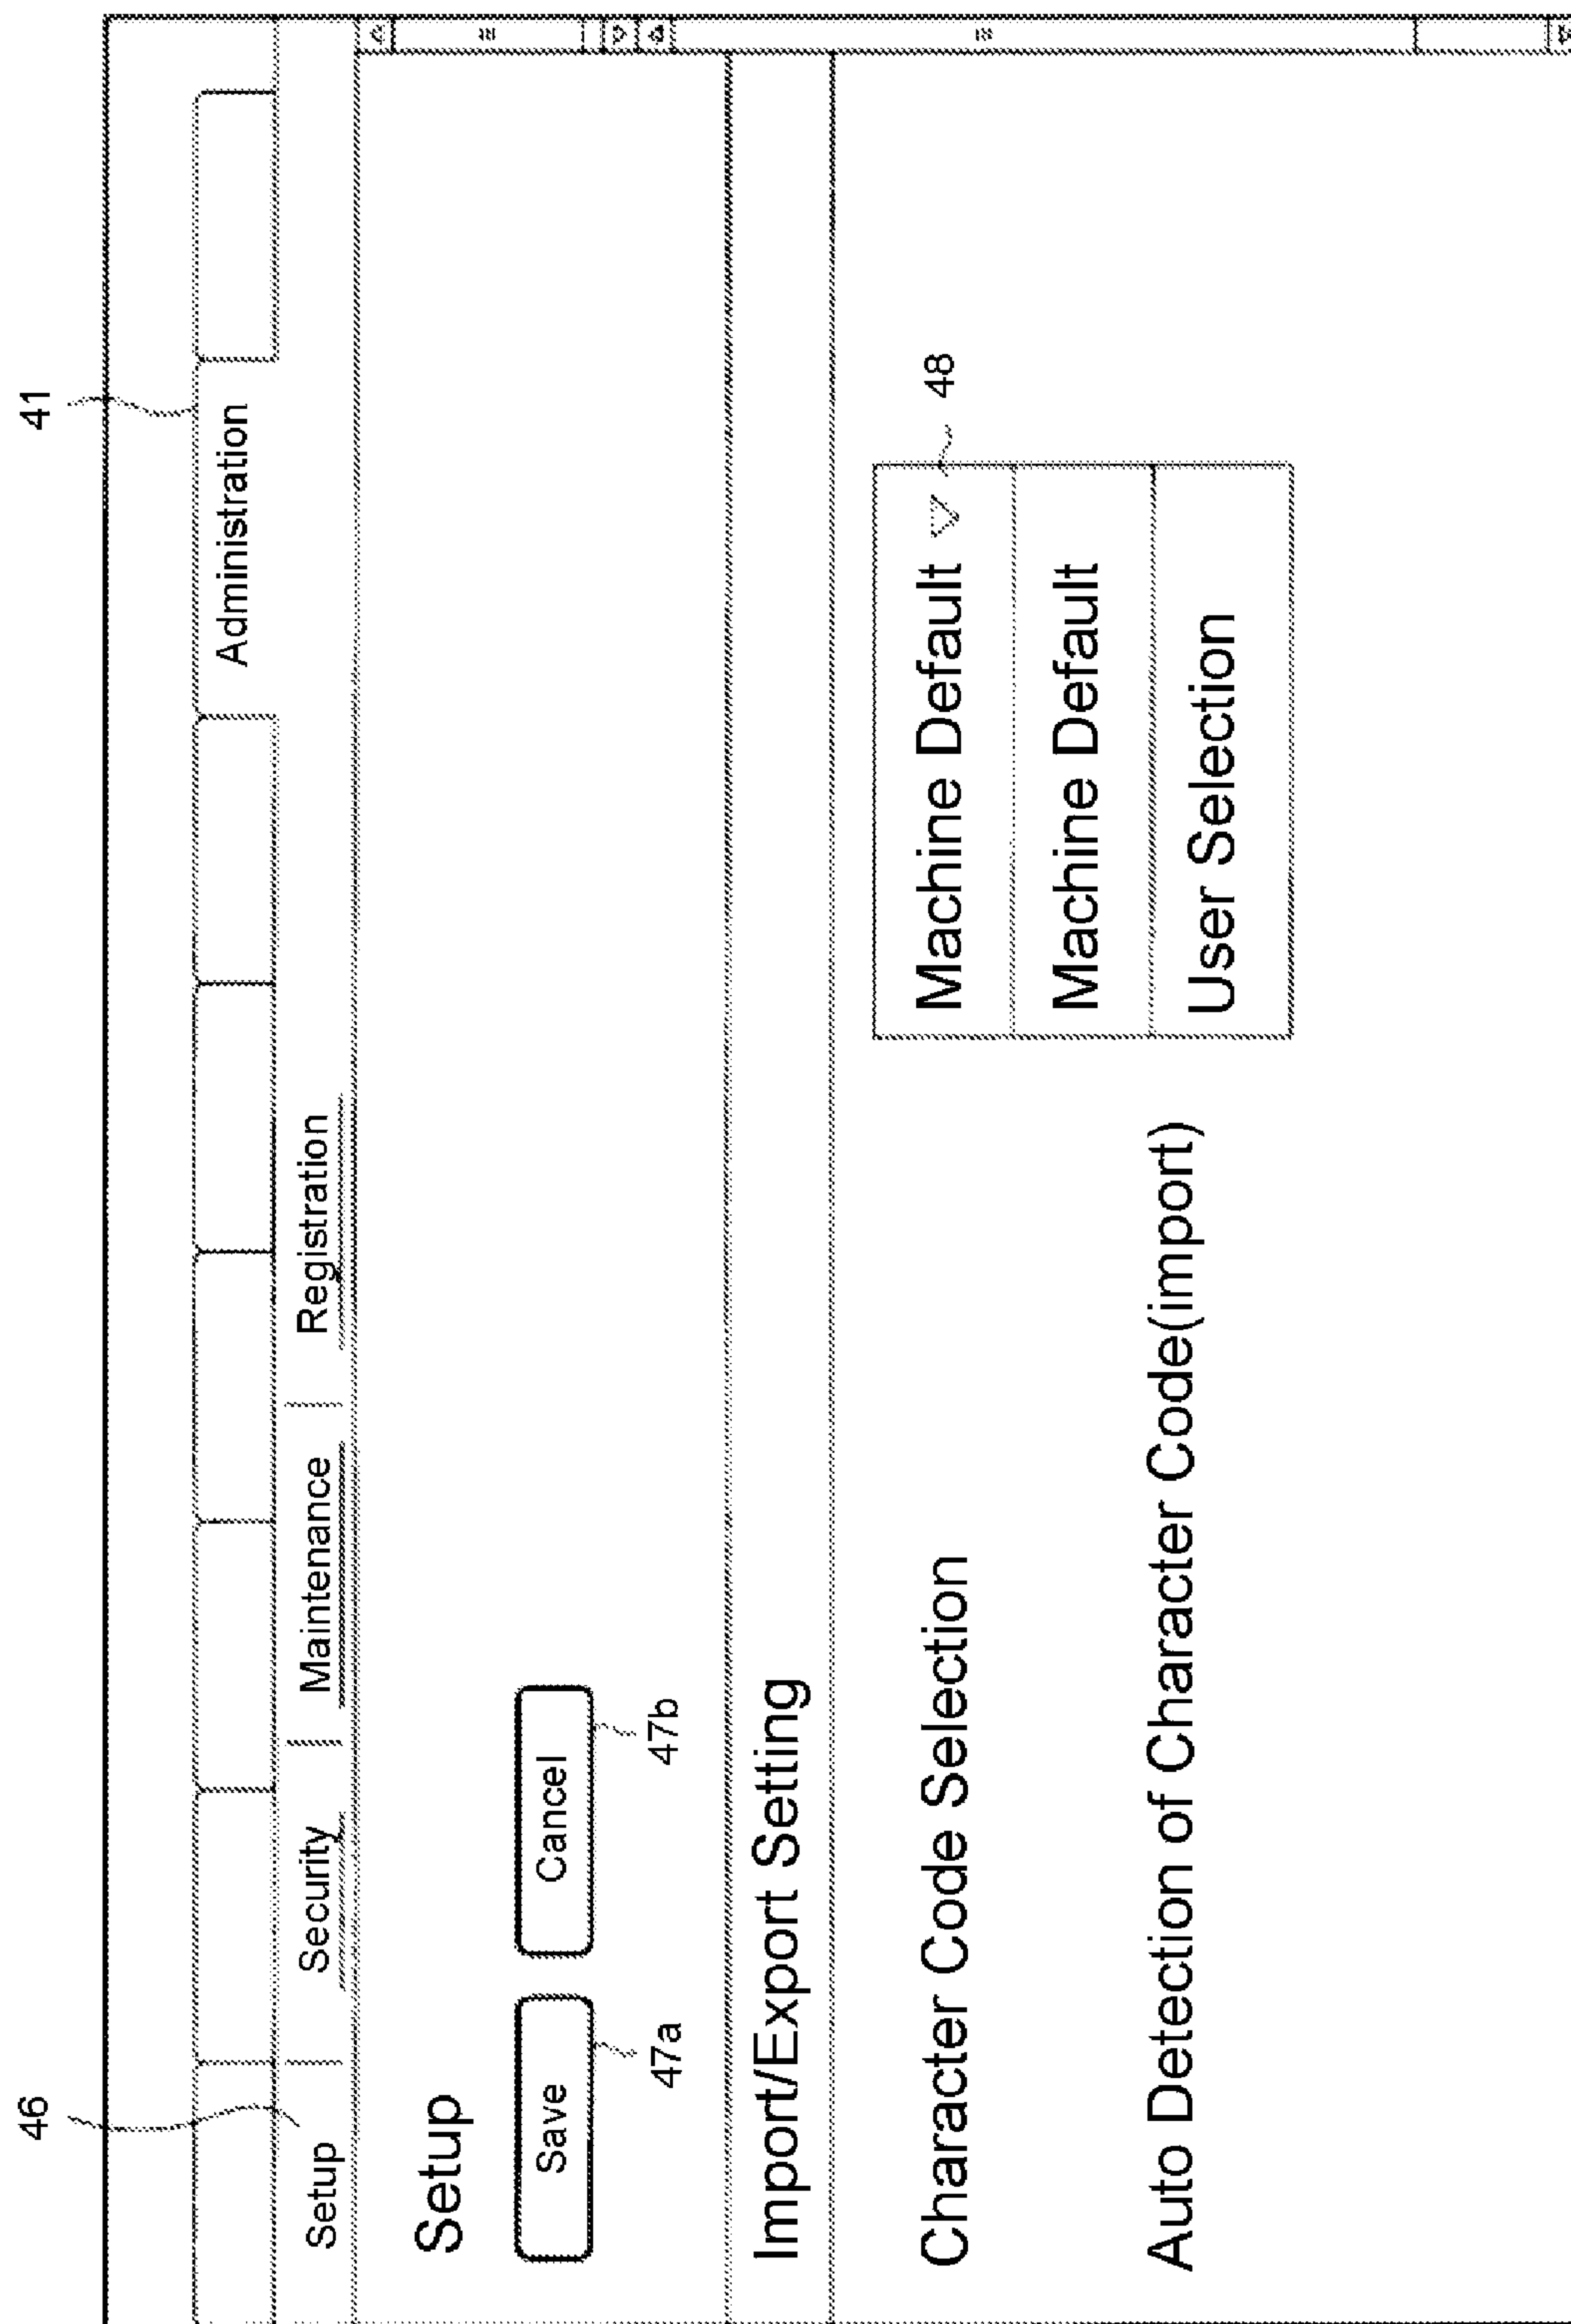 41
Administration
46
Setup Security Maintenance Registration
Setup
Save Cancel
47a 47b
Import/Export Setting
Character Code Selection Machine Default 48
Machine Default
Auto Detection of Character Code(import) User Selection